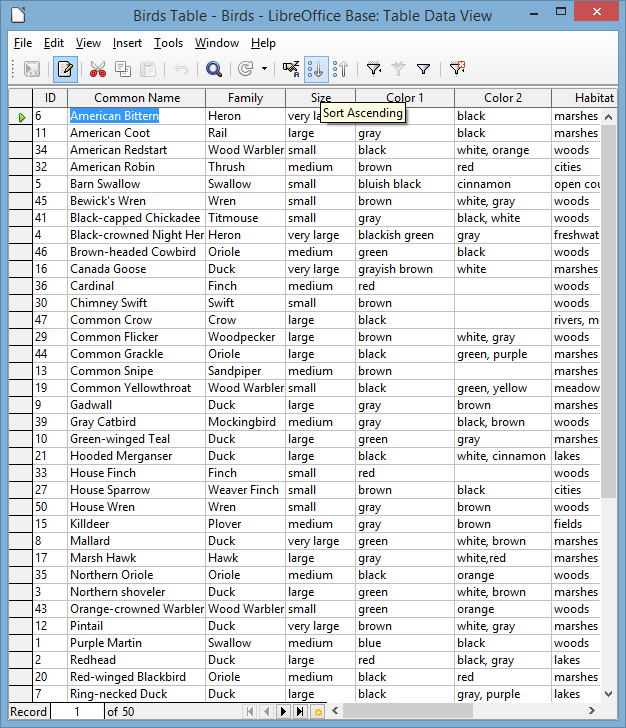 Birds Table - Birds - LibreOffice Base: Table Data View
File Edit View Insert Tools Window Help
ID Common Name Family Size Color 1 Color 2 Habitat
Sort Ascending
6 American Bittern Heron very la black marshes
11 American Coot Rail large gray black marshes
34 American Redstart Wood Warbler small black white, orange woods
32 American Robin Thrush medium brown red cities
5 Barn Swallow Swallow small bluish black cinnamon open cou
45 Bewick's Wren Wren small brown white, gray woods
41 Black-capped Chickadee Titmouse small gray black, white woods
4 Black-crowned Night Her Heron very large blackish green gray freshwat
46 Brown-headed Cowbird Oriole medium green black woods
16 Canada Goose Duck very large grayish brown white marshes
36 Cardinal Finch medium red woods
30 Chimney Swift Swift small brown woods
47 Common Crow Crow large black rivers, m
29 Common Flicker Woodpecker large brown white, gray woods
44 Common Grackle Oriole large black green, purple marshes
13 Common Snipe Sandpiper medium brown marshes
19 Common Yellowthroat Wood Warbler small black green, yellow meadow
9 Gadwall Duck large gray brown marshes
39 Gray Catbird Mockingbird medium gray black, brown woods
10 Green-winged Teal Duck large green gray marshes
21 Hooded Merganser Duck large black white, cinnamon lakes
33 House Finch Finch small red woods
27 House Sparrow Weaver Finch small brown black cities
50 House Wren Wren small gray brown woods
15 Killdeer Plover medium gray brown fields
8 Mallard Duck very large green white, brown marshes
17 Marsh Hawk Hawk large gray white,red marshes
35 Northern Oriole Oriole medium black orange woods
3 Northern shoveler Duck large green white, brown marshes
43 Orange-crowned Warbler Wood Warbler small green orange woods
12 Pintail Duck very large brown white, gray marshes
1 Purple Martin Swallow medium blue black woods
2 Redhead Duck large red black, gray lakes
20 Red-winged Blackbird Oriole medium black red marshes
7 Ring-necked Duck Duck large black gray, purple lakes
Record 1 of 50